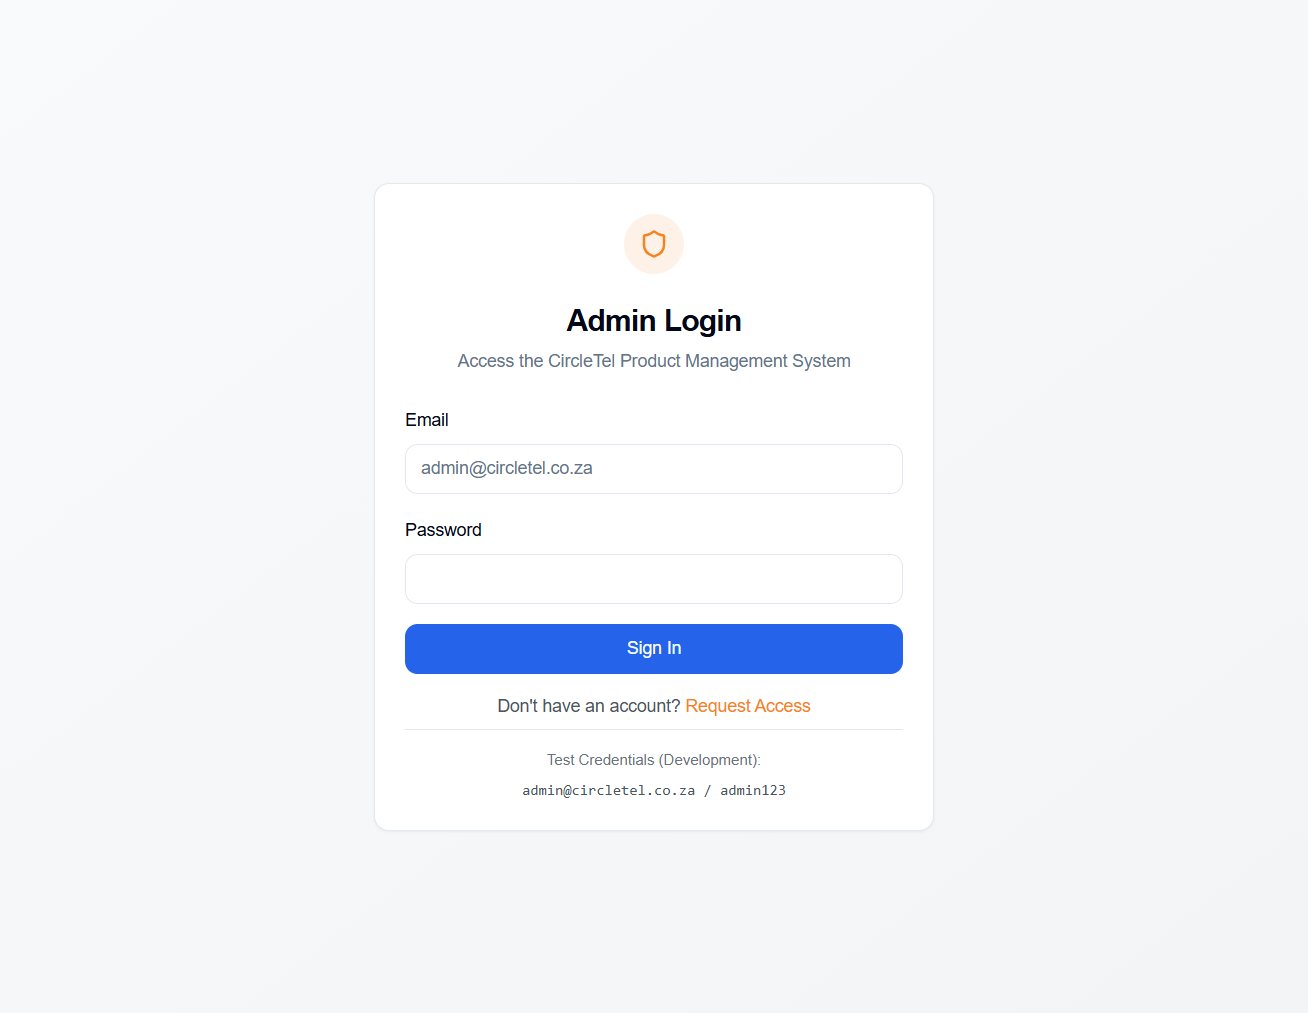 Admin Login
Access the CircleTel Product Management System
Email
admin@circletel.co.za
Password
Sign In
Don't have an account? Request Access
Test Credentials (Development):
admin@circletel.co.za / admin123